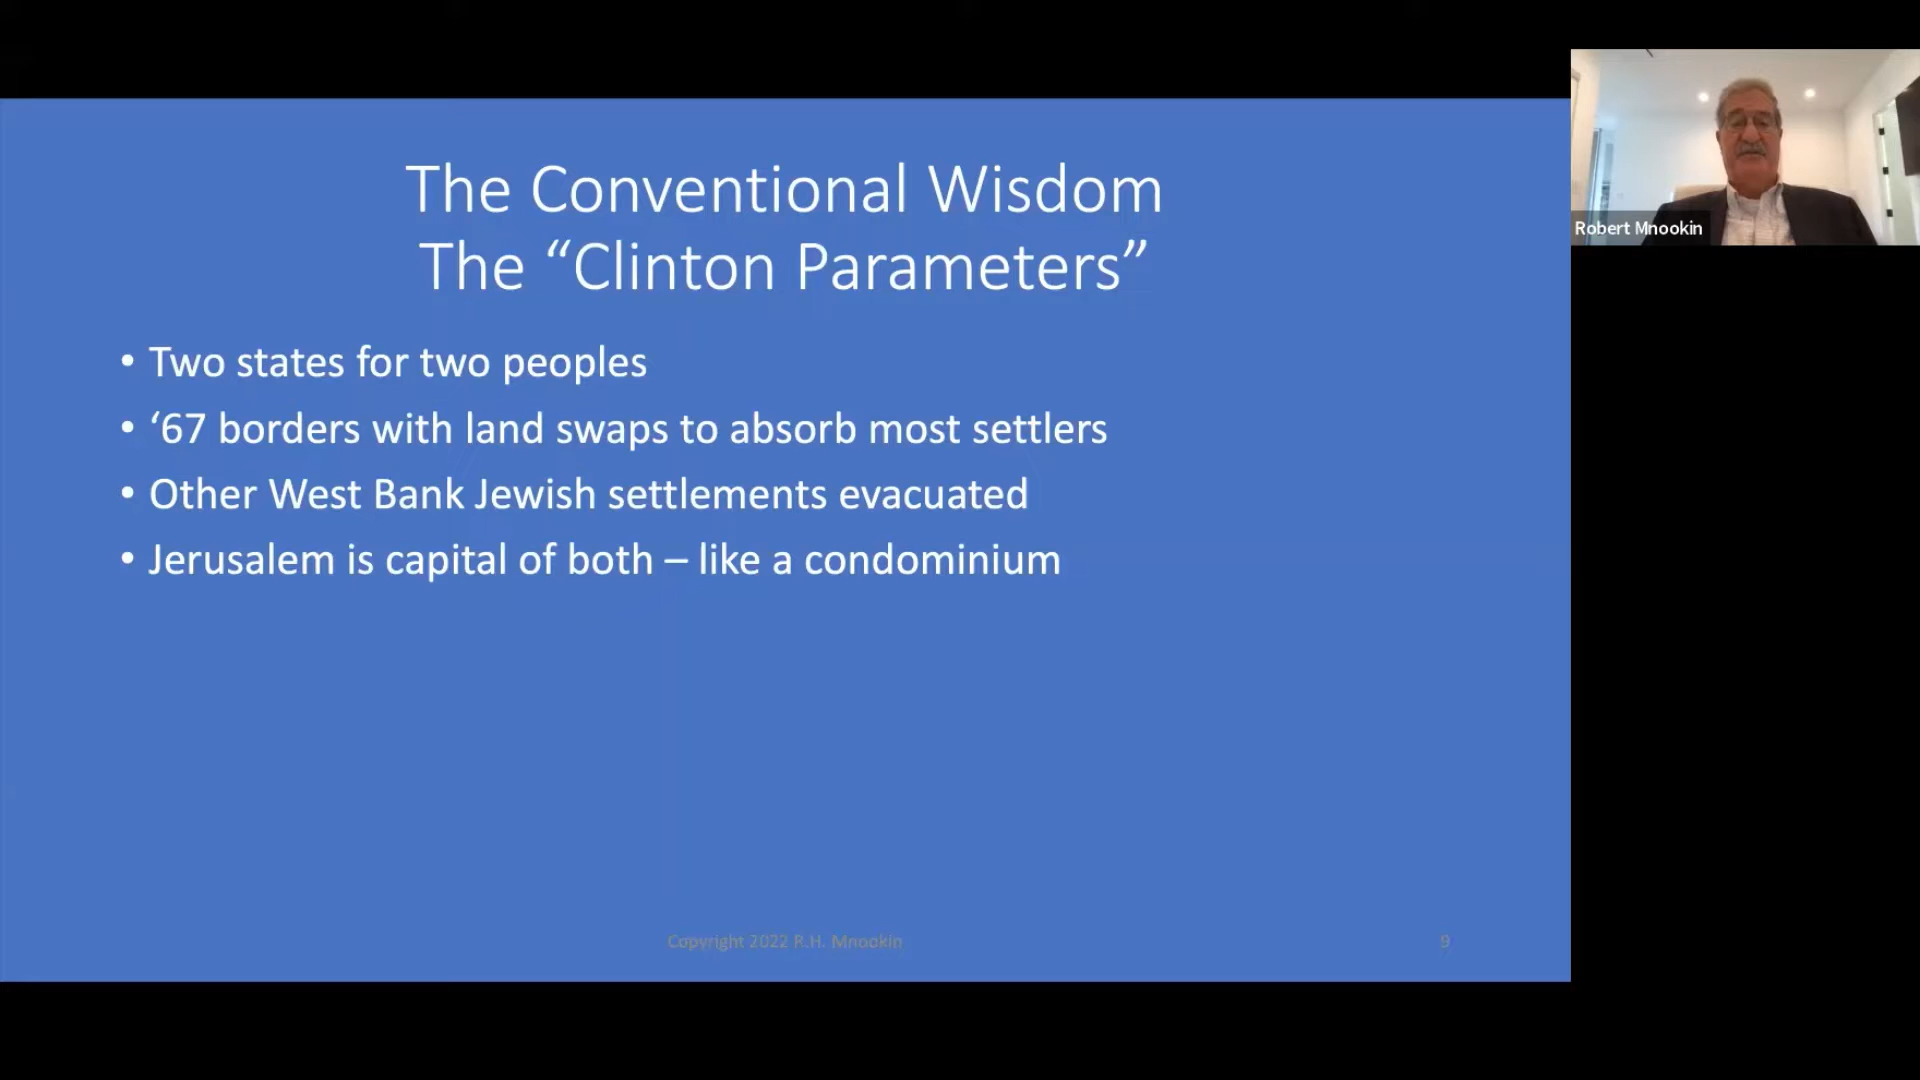 The Conventional Wisdom
The “Clinton Parameters”
• Two states for two peoples
• ‘67 borders with land swaps to absorb most settlers
• Other West Bank Jewish settlements evacuated
• Jerusalem is capital of both – like a condominium
Copyright 2022 R.H. Mnookin
9
Robert Mnookin